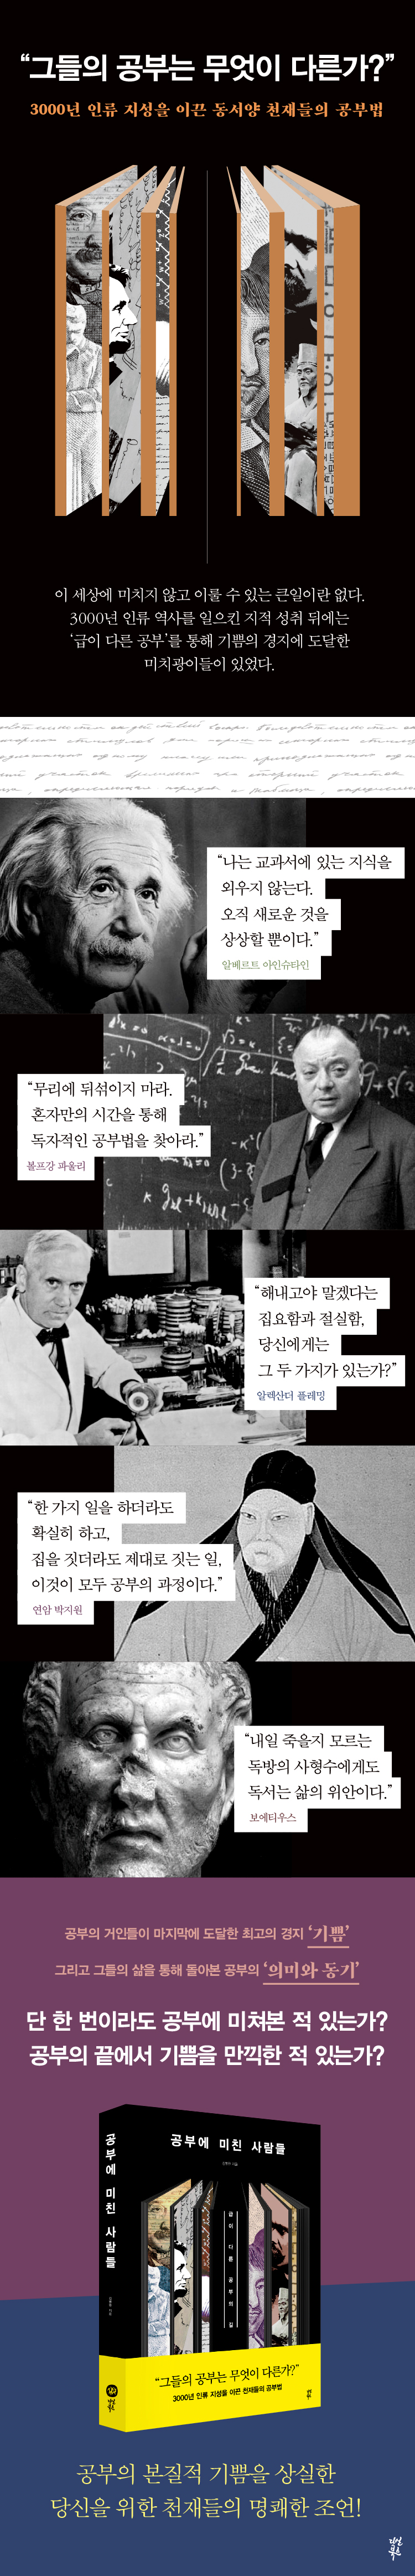 “그들의 공부는 무엇이 다른가?”
3000년 인류 지성을 이끈 동서양 천재들의 공부법
이 세상에 미치지 않고 이룰 수 있는 큰일이란 없다.
3000년 인류 역사를 일으킨 지적 성취 뒤에는
‘급이 다른 공부’를 통해 기쁨의 경지에 도달한
미치광이들이 있었다.
“나는 교과서에 있는 지식을
외우지 않는다.
오직 새로운 것을
상상할 뿐이다.”
알베르트 아인슈타인
“무리에 뒤섞이지 마라.
혼자만의 시간을 통해
독자적인 공부법을 찾아라.”
볼프강 파울리
“해내고야 말겠다는
집요함과 절실함,
당신에게는
그 두 가지가 있는가?”
알렉산더 플레밍
“한 가지 일을 하더라도
확실히 하고,
집을 짓더라도 제대로 짓는 일,
이것이 모두 공부의 과정이다.”
연암 박지원
“내일 죽을지 모르는
독방의 사형수에게도
독서는 삶의 위안이다.”
보에티우스
공부의 거인들이 마지막에 도달한 최고의 경지 ‘기쁨’
그리고 그들의 삶을 통해 돌아본 공부의 ‘의미와 동기’
단 한 번이라도 공부에 미쳐본 적 있는가?
공부의 끝에서 기쁨을 만끽한 적 있는가?
공부에 미친 사람들
공부에 미친 사람들
급이 다른 공부의 길
“그들의 공부는 무엇이 다른가?”
3000년 인류 지성을 이끈 천재들의 공부법
공부의 본질적 기쁨을 상실한
당신을 위한 천재들의 명쾌한 조언!
다산북스